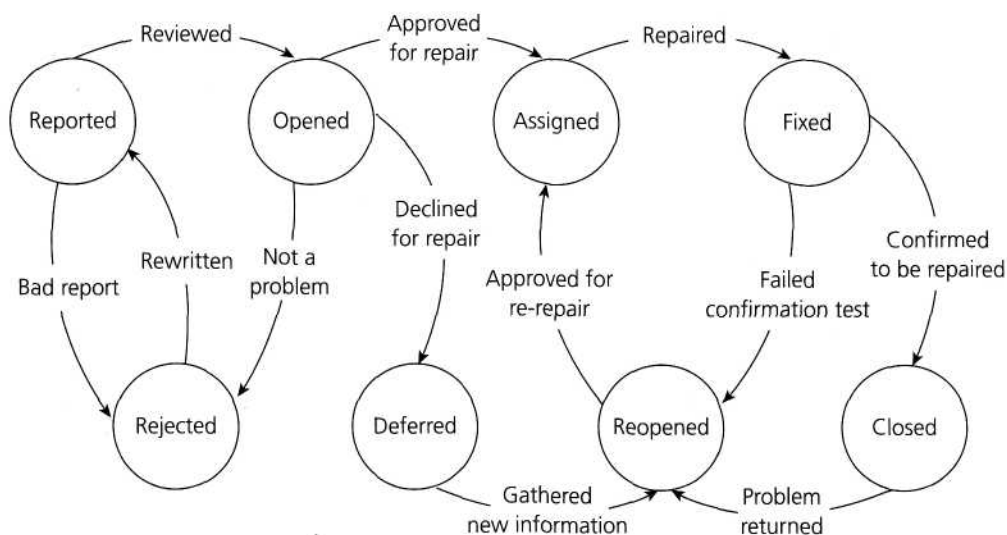 Reviewed
Approved
for repair
Repaired
Reported
Opened
Assigned
Fixed
Declined
for repair
Confirmed
to be repaired
Bad report
Rewritten
Not a
problem
Approved for
re-repair
Failed
confirmation test
Rejected
Deferred
Reopened
Closed
Gathered
new information
Problem
returned